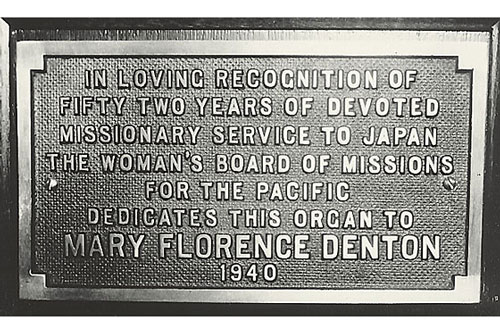 IN LOVING RECOGNITION OF
FIFTY TWO YEARS OF DEVOTED
MISSIONARY SERVICE TO JAPAN
THE WOMAN'S BOARD OF MISSIONS
FOR THE PACIFIC
DEDICATES THIS ORGAN TO
MARY FLORENCE DENTON
1940